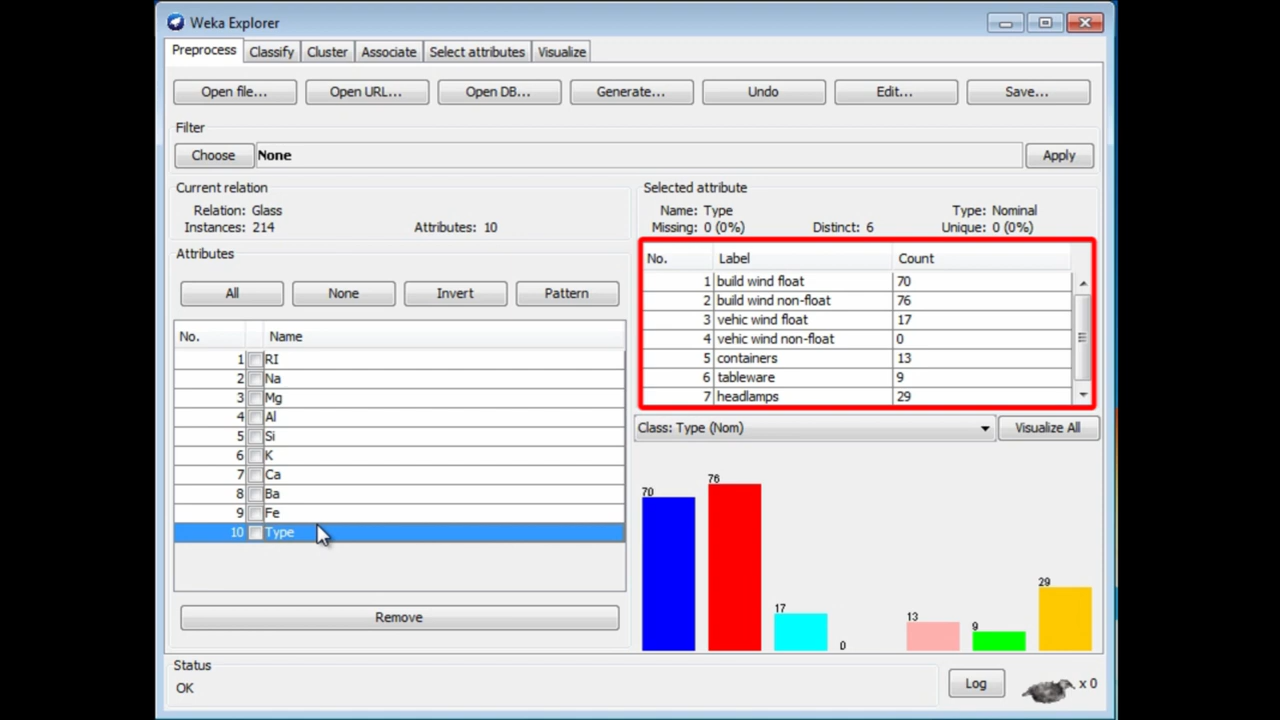 Weka Explorer
Preprocess Classify Cluster Associate Select attributes Visualize
Open file... Open URL... Open DB... Generate... Undo Edit... Save...
Filter
Choose None Apply
Current relation
Relation: Glass
Instances: 214 Attributes: 10
Attributes
All None Invert Pattern
No. Name
1 RI
2 Na
3 Mg
4 Al
5 Si
6 K
7 Ca
8 Ba
9 Fe
10 Type
Remove
Selected attribute
Name: Type Type: Nominal
Missing: 0 (0%) Distinct: 6 Unique: 0 (0%)
No. Label Count
1 build wind float 70
2 build wind non-float 76
3 vehic wind float 17
4 vehic wind non-float 0
5 containers 13
6 tableware 9
7 headlamps 29
Class: Type (Nom) Visualize All
70 76 17 0 13 9 29
Status
OK Log x 0